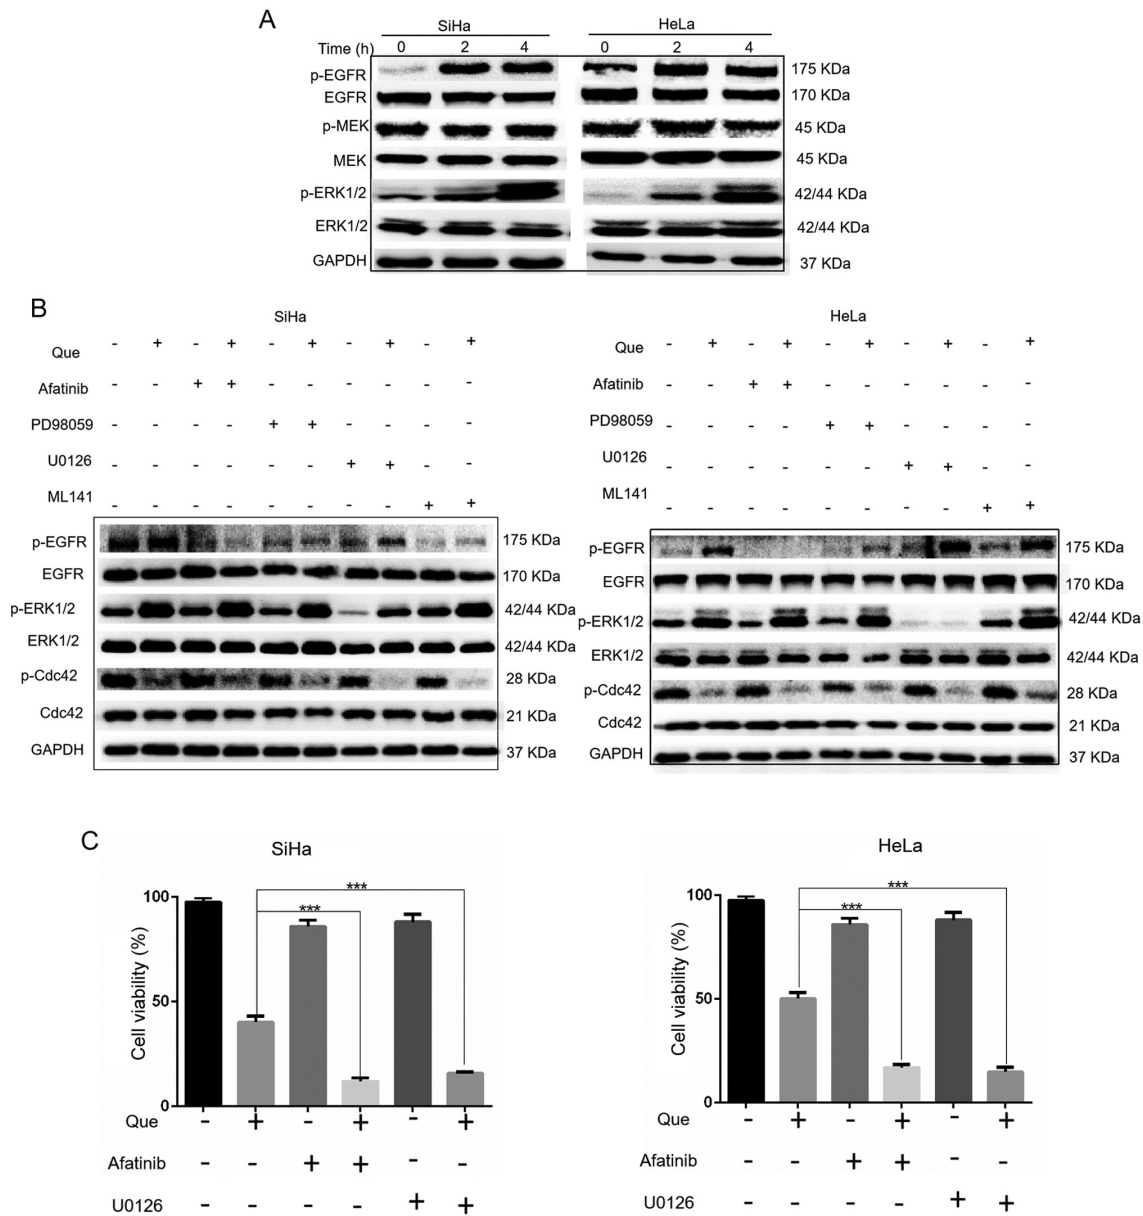 A
SiHa HeLa
Time (h) 0 2 4 0 2 4
p-EGFR 175 KDa
EGFR 170 KDa
p-MEK 45 KDa
MEK 45 KDa
p-ERK1/2 42/44 KDa
ERK1/2 42/44 KDa
GAPDH 37 KDa
B
SiHa
Que - + - + - + - + - +
Afatinib - - + + - - - - - -
PD98059 - - - - + + - - - -
U0126 - - - - - - + + - -
ML141 - - - - - - - - + +
p-EGFR 175 KDa
EGFR 170 KDa
p-ERK1/2 42/44 KDa
ERK1/2 42/44 KDa
p-Cdc42 28 KDa
Cdc42 21 KDa
GAPDH 37 KDa
HeLa
Que - + - + - + - + - +
Afatinib - - + + - - - - - -
PD98059 - - - - + + - - - -
U0126 - - - - - - + + - -
ML141 - - - - - - - - + +
p-EGFR 175 KDa
EGFR 170 KDa
p-ERK1/2 42/44 KDa
ERK1/2 42/44 KDa
p-Cdc42 28 KDa
Cdc42 21 KDa
GAPDH 37 KDa
C
SiHa
Cell viability (%)
100
50
0
***
***
Que - + - + - +
Afatinib - - + + - -
U0126 - - - - + +
HeLa
Cell viability (%)
100
50
0
***
***
Que - + - + - +
Afatinib - - + + - -
U0126 - - - - + +